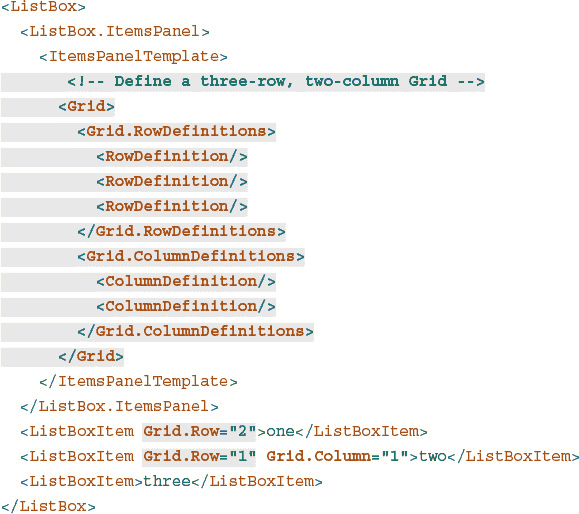 <ListBox>
  <ListBox.ItemsPanel>
    <ItemsPanelTemplate>
       <!-- Define a three-row, two-column Grid -->
      <Grid>
        <Grid.RowDefinitions>
          <RowDefinition/>
          <RowDefinition/>
          <RowDefinition/>
        </Grid.RowDefinitions>
        <Grid.ColumnDefinitions>
          <ColumnDefinition/>
          <ColumnDefinition/>
        </Grid.ColumnDefinitions>
      </Grid>
    </ItemsPanelTemplate>
  </ListBox.ItemsPanel>
  <ListBoxItem Grid.Row="2">one</ListBoxItem>
  <ListBoxItem Grid.Row="1" Grid.Column="1">two</ListBoxItem>
  <ListBoxItem>three</ListBoxItem>
</ListBox>